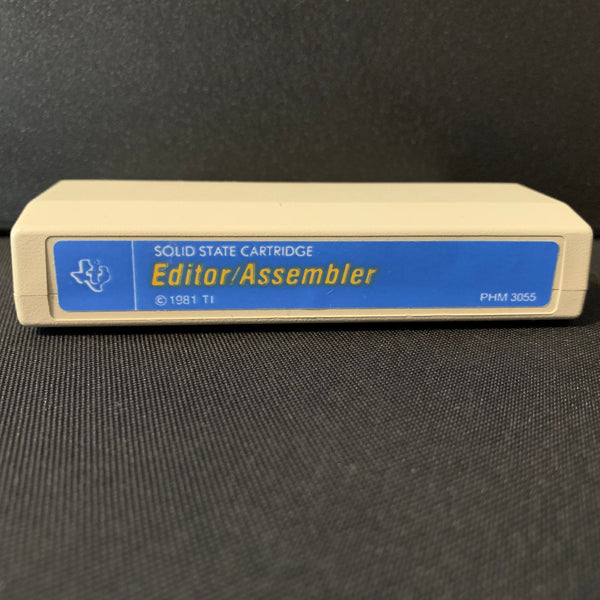 SOLID STATE CARTRIDGE
Editor/Assembler
© 1981 TI
PHM 3055